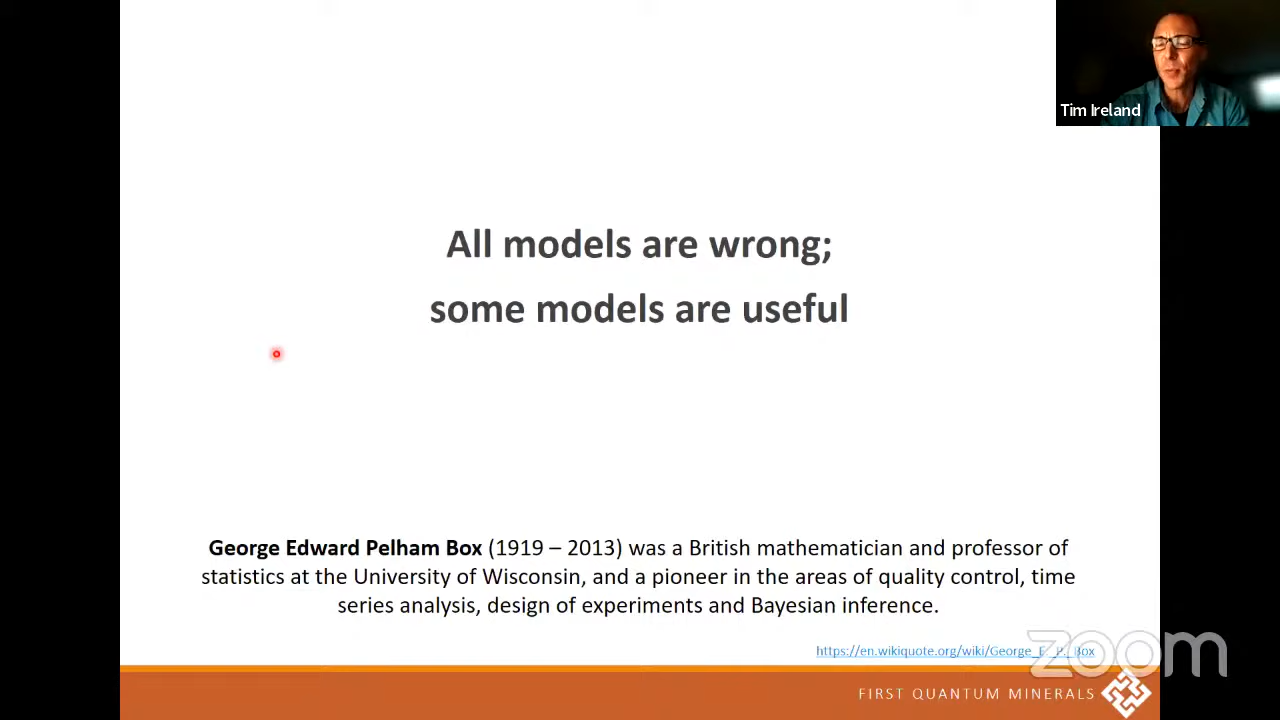 Tim Ireland
All models are wrong;
some models are useful
George Edward Pelham Box (1919 – 2013) was a British mathematician and professor of
statistics at the University of Wisconsin, and a pioneer in the areas of quality control, time
series analysis, design of experiments and Bayesian inference.
https://en.wikiquote.org/wiki/George_E._P._Box
zoom
FIRST QUANTUM MINERALS